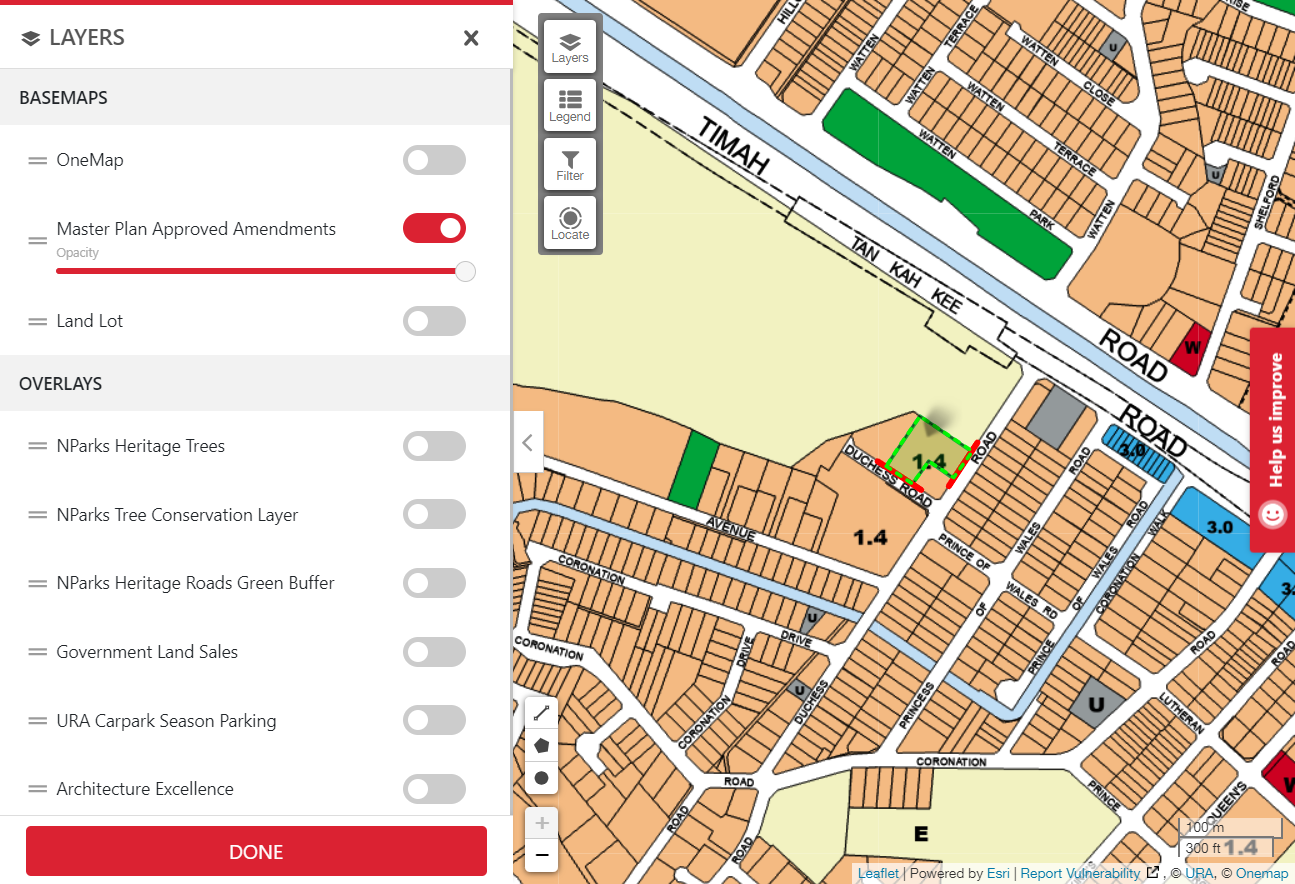 LAYERS
BASEMAPS
OneMap
Master Plan Approved Amendments
Opacity
Land Lot
OVERLAYS
NParks Heritage Trees
NParks Tree Conservation Layer
NParks Heritage Roads Green Buffer
Government Land Sales
URA Carpark Season Parking
Architecture Excellence
DONE
Layers
Legend
Filter
Locate
TERRACE
WATTEN
WATTEN
U
WATTEN
CLOSE
WATTEN
WATTEN
TERRACE
WATTEN
PARK
WATTEN
U
SHELFORD
TIMAH
TAN KAH KEE
ROAD
W
ROAD
Help us improve
3.0
3.0
1.4
ROAD
DUCHESS ROAD
1.4
ROAD
ROAD
WALK
AVENUE
CORONATION
PRINCE OF
WALES
WALES RD
OF
WALES
OF
CORONATION
PRINCE
U
DRIVE
DRIVE
CORONATION
CORONATION
U
DUCHESS
PRINCESS
U
LUTHERAN
ROAD
ROAD
CORONATION
ROAD
ROAD
ROAD
PRINCE
QUEEN'S
E
100 m
300 ft
1.4
Leaflet | Powered by Esri | Report Vulnerability , © URA, © Onemap